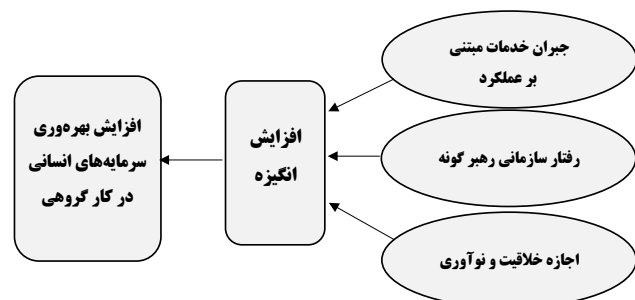 جبران خدمات مبتنی
بر عملکرد
رفتار سازمانی رهبر گونه
اجازه خلاقیت و نوآوری
افزایش
انگیزه
افزایش بهره‌وری
سرمایه‌های انسانی
در کار گروهی